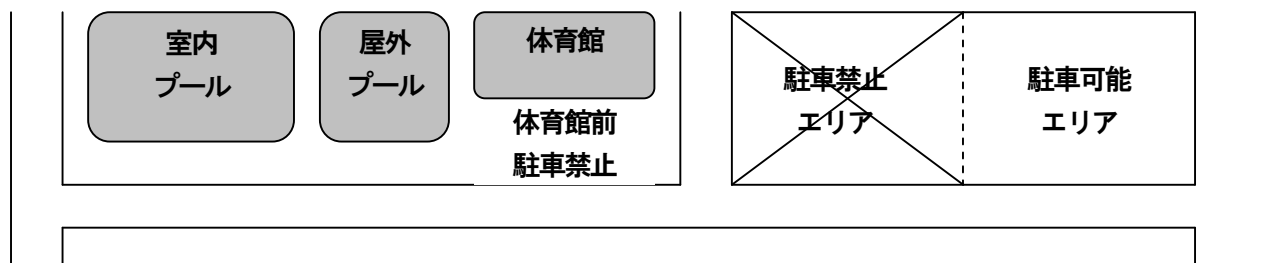 室内
プール
屋外
プール
体育館
体育館前
駐車禁止
駐車禁止
エリア
駐車可能
エリア